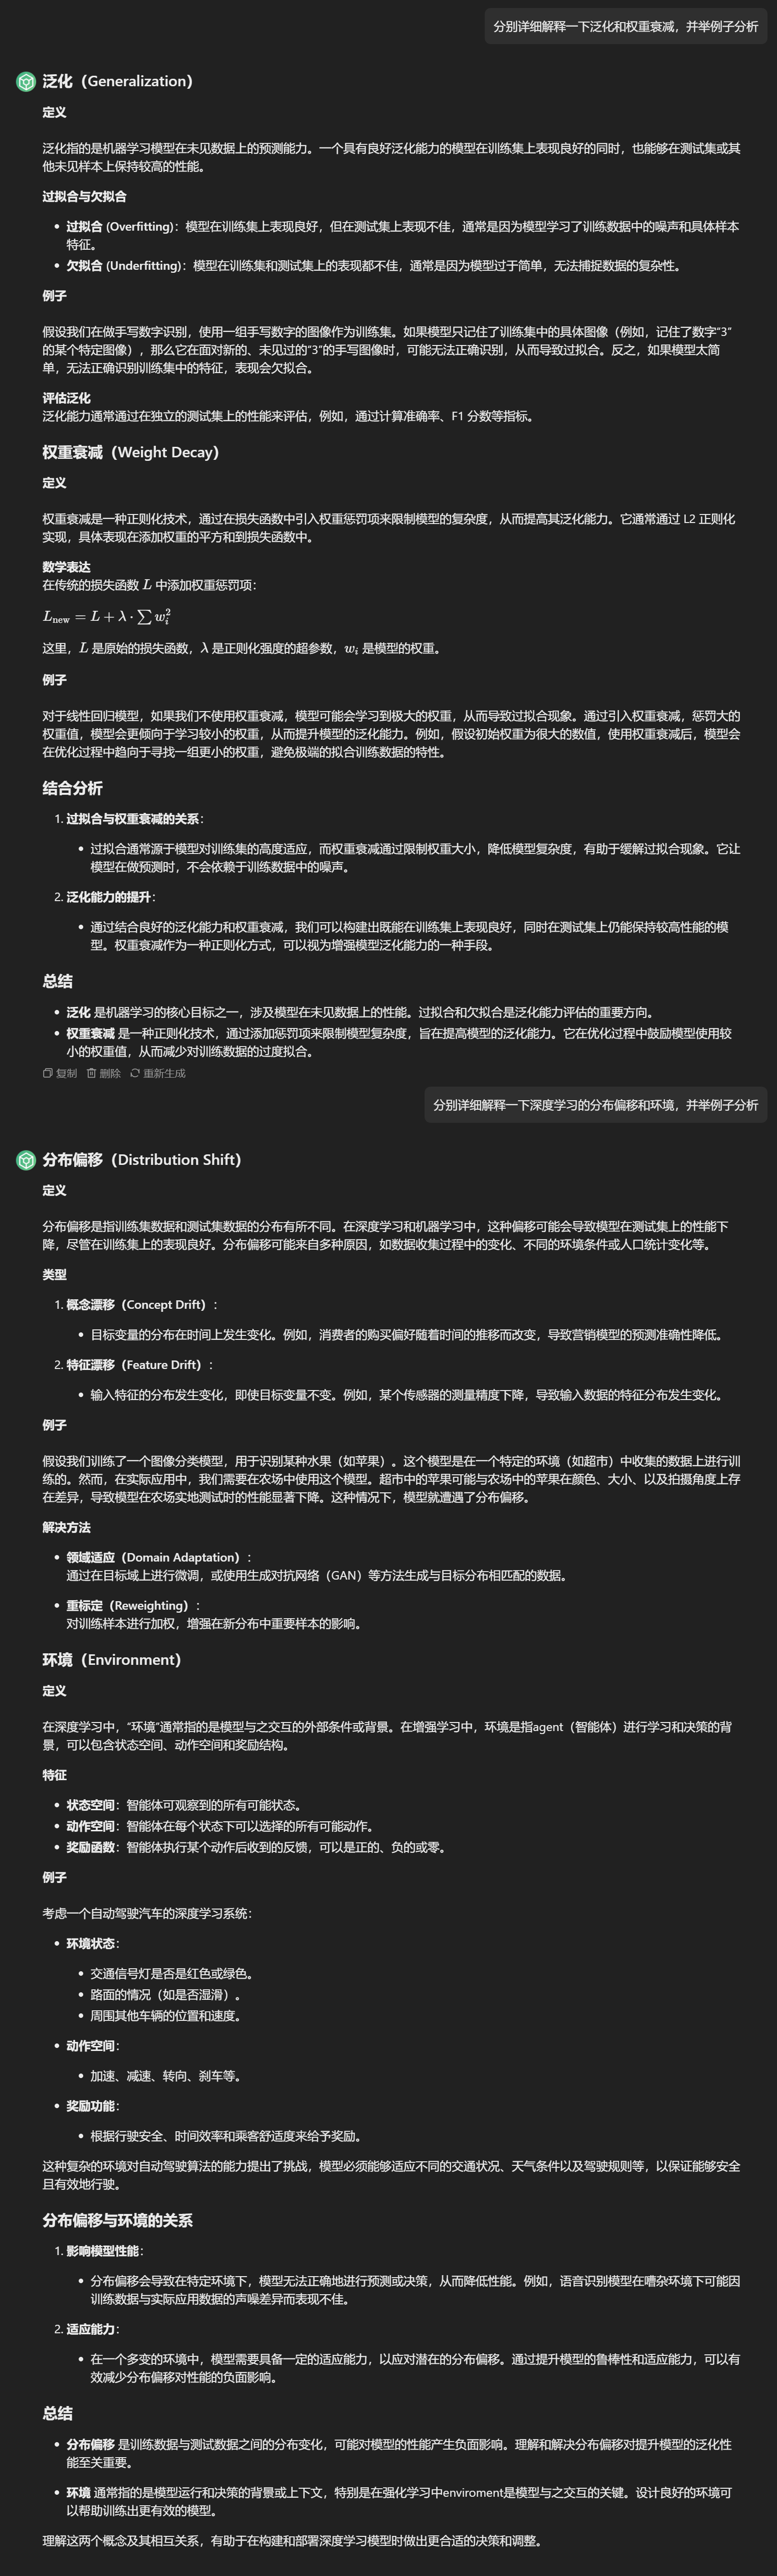 分别详细解释一下泛化和权重衰减，并举例子分析
泛化（Generalization）
定义
泛化指的是机器学习模型在未见数据上的预测能力。一个具有良好泛化能力的模型在训练集上表现良好的同时，也能够在测试集或其
他未见样本上保持较高的性能。
过拟合与欠拟合
• 过拟合 (Overfitting)：模型在训练集上表现良好，但在测试集上表现不佳，通常是因为模型学习了训练数据中的噪声和具体样本
特征。
• 欠拟合 (Underfitting)：模型在训练集和测试集上的表现都不佳，通常是因为模型过于简单，无法捕捉数据的复杂性。
例子
假设我们在做手写数字识别，使用一组手写数字的图像作为训练集。如果模型只记住了训练集中的具体图像（例如，记住了数字“3”
的某个特定图像），那么它在面对新的、未见过的“3”的手写图像时，可能无法正确识别，从而导致过拟合。反之，如果模型太简
单，无法正确识别训练集中的特征，表现会欠拟合。
评估泛化
泛化能力通常通过在独立的测试集上的性能来评估，例如，通过计算准确率、F1 分数等指标。
权重衰减（Weight Decay）
定义
权重衰减是一种正则化技术，通过在损失函数中引入权重惩罚项来限制模型的复杂度，从而提高其泛化能力。它通常通过 L2 正则化
实现，具体表现在添加权重的平方和到损失函数中。
数学表达
在传统的损失函数 L 中添加权重惩罚项：
L_new = L + λ · ∑ w_i^2
这里，L 是原始的损失函数，λ 是正则化强度的超参数，w_i 是模型的权重。
例子
对于线性回归模型，如果我们不使用权重衰减，模型可能会学习到极大的权重，从而导致过拟合现象。通过引入权重衰减，惩罚大的
权重值，模型会更倾向于学习较小的权重，从而提升模型的泛化能力。例如，假设初始权重为很大的数值，使用权重衰减后，模型会
在优化过程中趋向于寻找一组更小的权重，避免极端的拟合训练数据的特性。
结合分析
1. 过拟合与权重衰减的关系：
• 过拟合通常源于模型对训练集的高度适应，而权重衰减通过限制权重大小，降低模型复杂度，有助于缓解过拟合现象。它让
模型在做预测时，不会依赖于训练数据中的噪声。
2. 泛化能力的提升：
• 通过结合良好的泛化能力和权重衰减，我们可以构建出既能在训练集上表现良好，同时在测试集上仍能保持较高性能的模
型。权重衰减作为一种正则化方式，可以视为增强模型泛化能力的一种手段。
总结
• 泛化 是机器学习的核心目标之一，涉及模型在未见数据上的性能。过拟合和欠拟合是泛化能力评估的重要方向。
• 权重衰减 是一种正则化技术，通过添加惩罚项来限制模型复杂度，旨在提高模型的泛化能力。它在优化过程中鼓励模型使用较
小的权重值，从而减少对训练数据的过度拟合。
复制 删除 重新生成
分别详细解释一下深度学习的分布偏移和环境，并举例子分析
分布偏移（Distribution Shift）
定义
分布偏移是指训练集数据和测试集数据的分布有所不同。在深度学习和机器学习中，这种偏移可能会导致模型在测试集上的性能下
降，尽管在训练集上的表现良好。分布偏移可能来自多种原因，如数据收集过程中的变化、不同的环境条件或人口统计变化等。
类型
1. 概念漂移（Concept Drift）：
• 目标变量的分布在时间上发生变化。例如，消费者的购买偏好随着时间的推移而改变，导致营销模型的预测准确性降低。
2. 特征漂移（Feature Drift）：
• 输入特征的分布发生变化，即使目标变量不变。例如，某个传感器的测量精度下降，导致输入数据的特征分布发生变化。
例子
假设我们训练了一个图像分类模型，用于识别某种水果（如苹果）。这个模型是在一个特定的环境（如超市）中收集的数据上进行训
练的。然而，在实际应用中，我们需要在农场中使用这个模型。超市中的苹果可能与农场中的苹果在颜色、大小、以及拍摄角度上存
在差异，导致模型在农场实地测试时的性能显著下降。这种情况下，模型就遭遇了分布偏移。
解决方法
• 领域适应（Domain Adaptation）：
通过在目标域上进行微调，或使用生成对抗网络（GAN）等方法生成与目标分布相匹配的数据。
• 重标定（Reweighting）：
对训练样本进行加权，增强在新分布中重要样本的影响。
环境（Environment）
定义
在深度学习中，“环境”通常指的是模型与之交互的外部条件或背景。在增强学习中，环境是指agent（智能体）进行学习和决策的背
景，可以包含状态空间、动作空间和奖励结构。
特征
• 状态空间：智能体可观察到的所有可能状态。
• 动作空间：智能体在每个状态下可以选择的所有可能动作。
• 奖励函数：智能体执行某个动作后收到的反馈，可以是正的、负的或零。
例子
考虑一个自动驾驶汽车的深度学习系统：
• 环境状态：
• 交通信号灯是否是红色或绿色。
• 路面的情况（如是否湿滑）。
• 周围其他车辆的位置和速度。
• 动作空间：
• 加速、减速、转向、刹车等。
• 奖励功能：
• 根据行驶安全、时间效率和乘客舒适度来给予奖励。
这种复杂的环境对自动驾驶算法的能力提出了挑战，模型必须能够适应不同的交通状况、天气条件以及驾驶规则等，以保证能够安全
且有效地行驶。
分布偏移与环境的关系
1. 影响模型性能：
• 分布偏移会导致在特定环境下，模型无法正确地进行预测或决策，从而降低性能。例如，语音识别模型在嘈杂环境下可能因
训练数据与实际应用数据的声噪差异而表现不佳。
2. 适应能力：
• 在一个多变的环境中，模型需要具备一定的适应能力，以应对潜在的分布偏移。通过提升模型的鲁棒性和适应能力，可以有
效减少分布偏移对性能的负面影响。
总结
• 分布偏移 是训练数据与测试数据之间的分布变化，可能对模型的性能产生负面影响。理解和解决分布偏移对提升模型的泛化性
能至关重要。
• 环境 通常指的是模型运行和决策的背景或上下文，特别是在强化学习中enviroment是模型与之交互的关键。设计良好的环境可
以帮助训练出更有效的模型。
理解这两个概念及其相互关系，有助于在构建和部署深度学习模型时做出更合适的决策和调整。